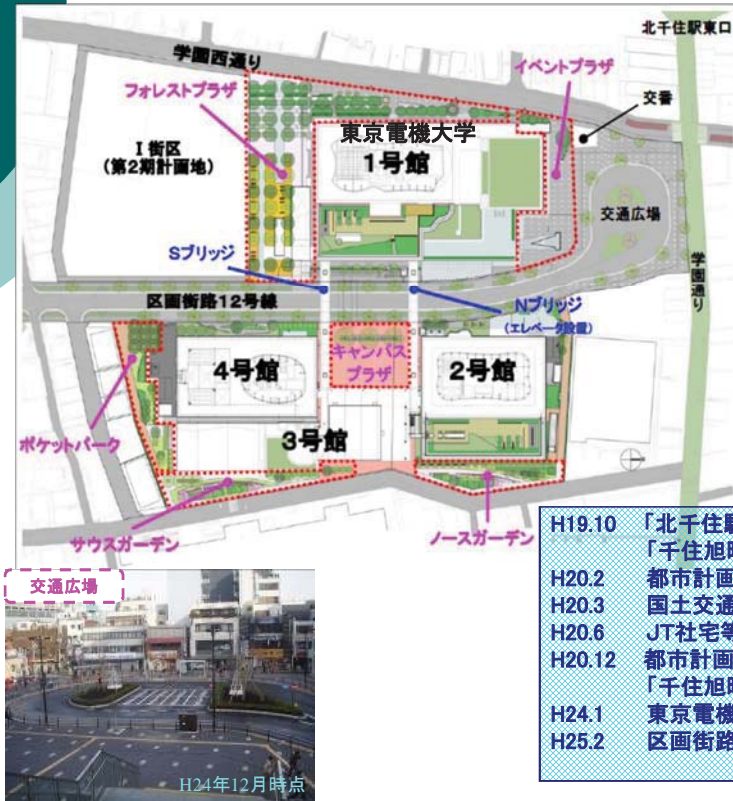 北千住駅東口
学園西通り
イベントプラザ
フォレストプラザ
交番
東京電機大学
1号館
I 街区
(第2期計画地)
交通広場
Sブリッジ
学園通り
区画街路12号線
Nブリッジ
(エレベータ設置)
キャンパス
プラザ
4号館
2号館
ポケットパーク
3号館
サウスガーデン
ノースガーデン
H19.10 「北千住駅
「千住旭町
H20.2 都市計画
H20.3 国土交通
H20.6 JT社宅等
H20.12 都市計画
「千住旭町
H24.1 東京電機
H25.2 区画街路
交通広場
H24年12月時点